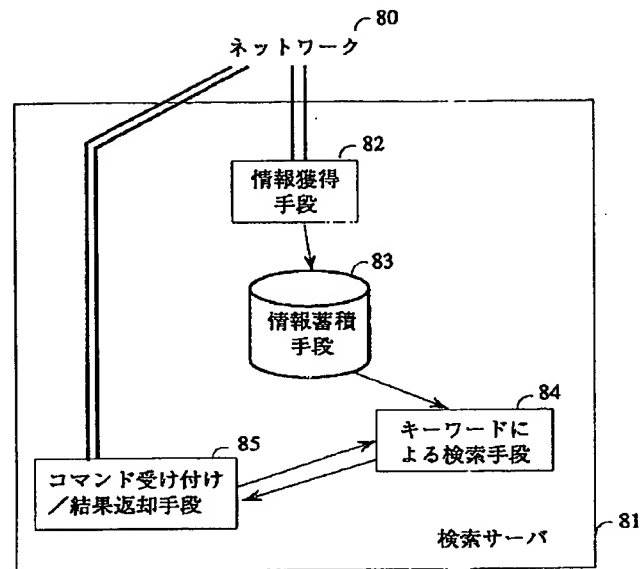 80
ネットワーク
82
情報獲得
手段
83
情報蓄積
手段
84
キーワードに
よる検索手段
85
コマンド受け付け
／結果返却手段
検索サーバ
81